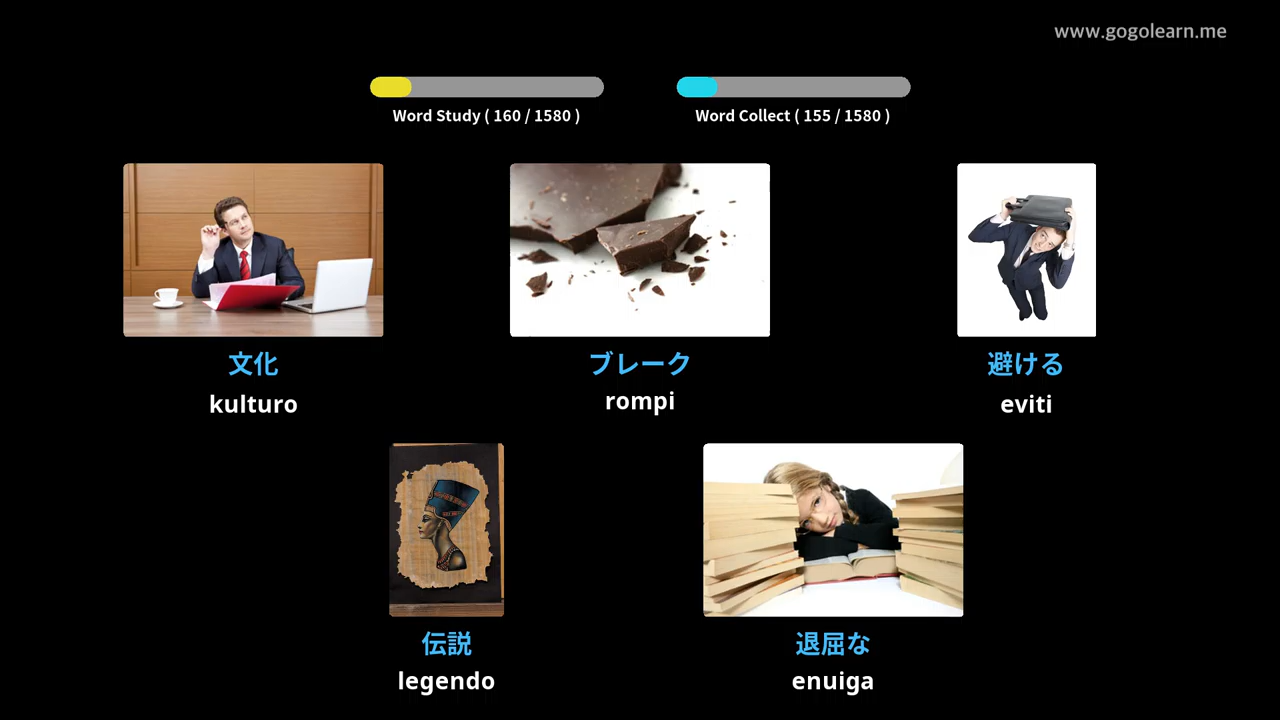 www.gogolearn.me
Word Study ( 160 / 1580 )
Word Collect ( 155 / 1580 )
文化
kulturo
ブレーク
rompi
避ける
eviti
伝説
legendo
退屈な
enuiga